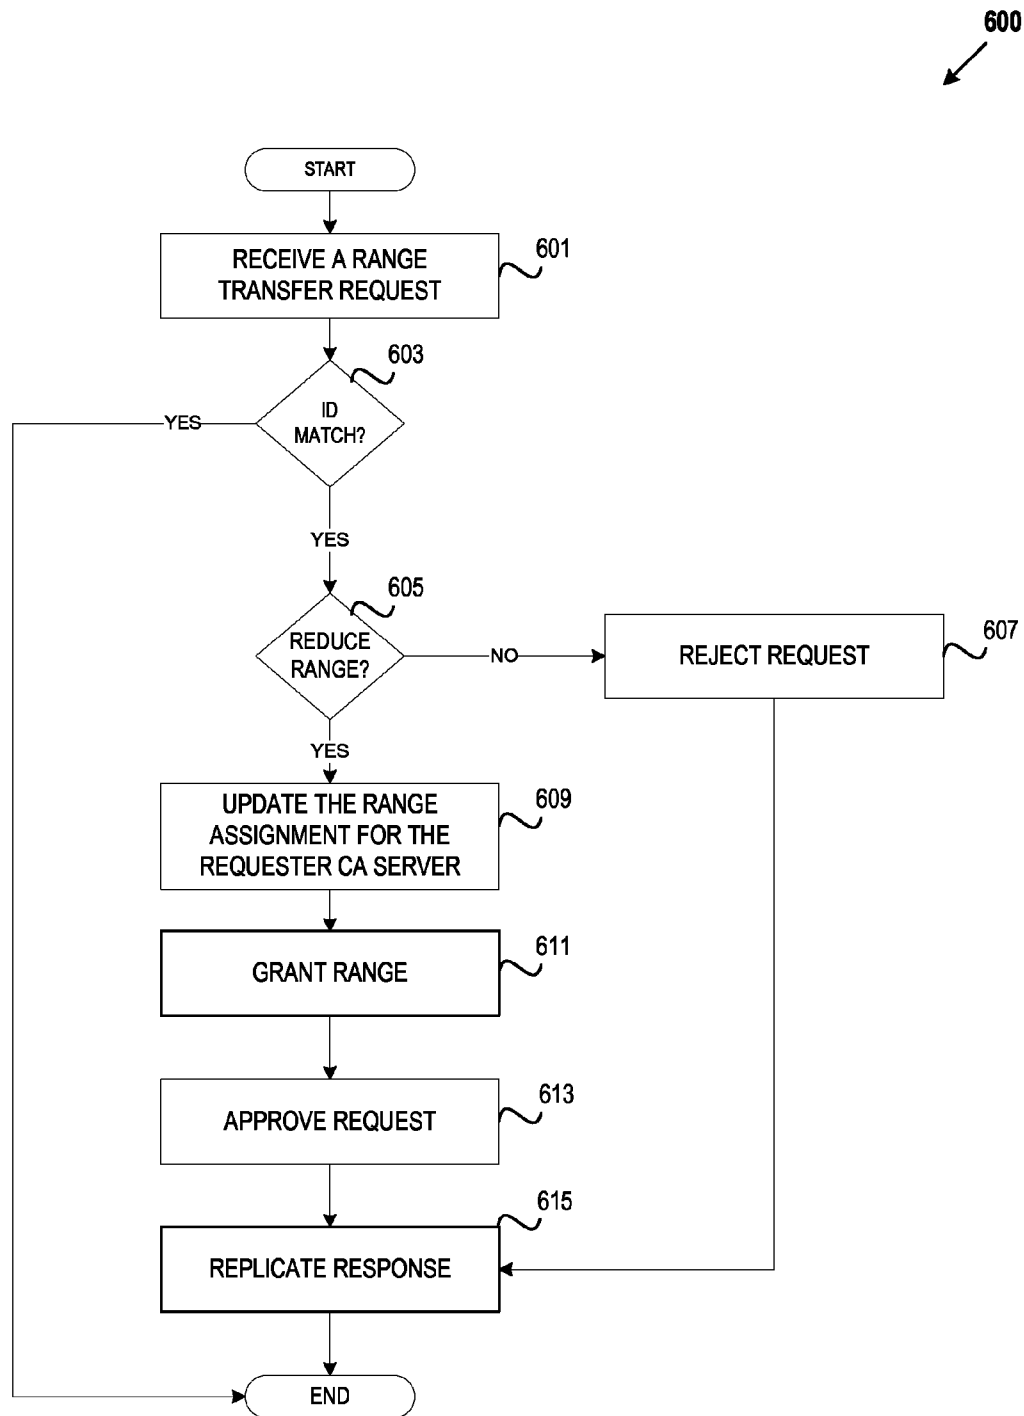 600
START
RECEIVE A RANGE
TRANSFER REQUEST
601
603
ID
MATCH?
YES
YES
605
REDUCE
RANGE?
NO
REJECT REQUEST
607
YES
UPDATE THE RANGE
ASSIGNMENT FOR THE
REQUESTER CA SERVER
609
GRANT RANGE
611
APPROVE REQUEST
613
615
REPLICATE RESPONSE
END